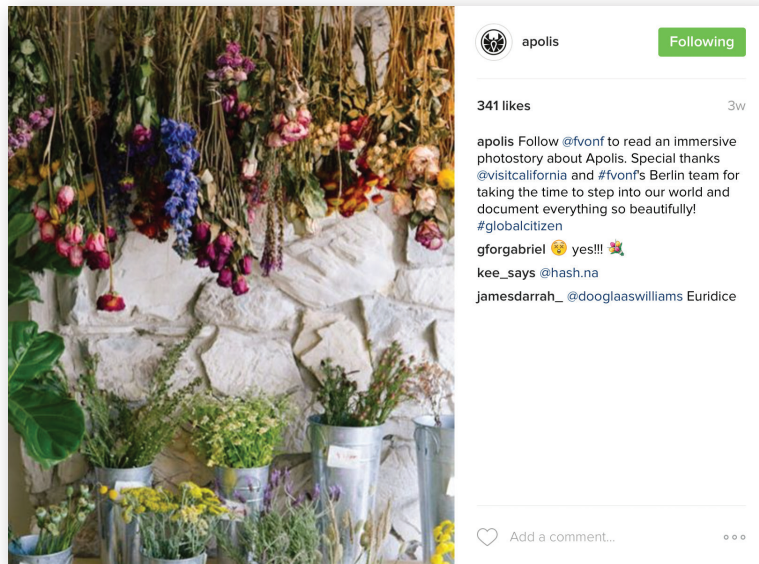 apolis
Following
341 likes
3w
apolis Follow @fvonf to read an immersive
photostory about Apolis. Special thanks
@visitcalifornia and #fvonf's Berlin team for
taking the time to step into our world and
document everything so beautifully!
#globalcitizen
gforgabriel 😚 yes!!! 💐
kee_says @hash.na
jamesdarrah_ @dooglaaswilliams Euridice
Add a comment...